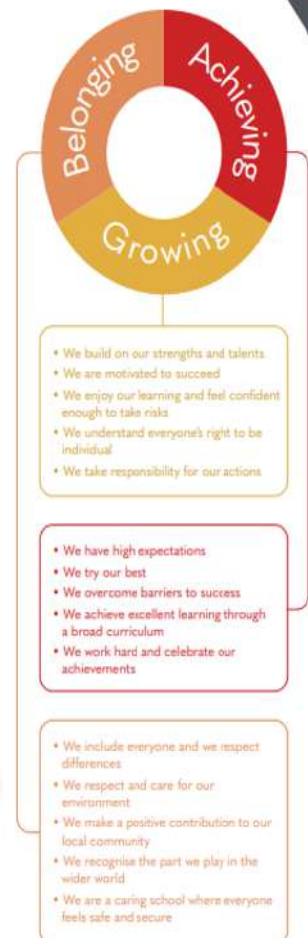 Belonging
Achieving
Growing
• We build on our strengths and talents
• We are motivated to succeed
• We enjoy our learning and feel confident
enough to take risks
• We understand everyone's right to be
individual
• We take responsibility for our actions
• We have high expectations
• We try our best
• We overcome barriers to success
• We achieve excellent learning through
a broad curriculum
• We work hard and celebrate our
achievements
• We include everyone and we respect
differences
• We respect and care for our
environment
• We make a positive contribution to our
local community
• We recognise the part we play in the
wider world
• We are a caring school where everyone
feels safe and secure